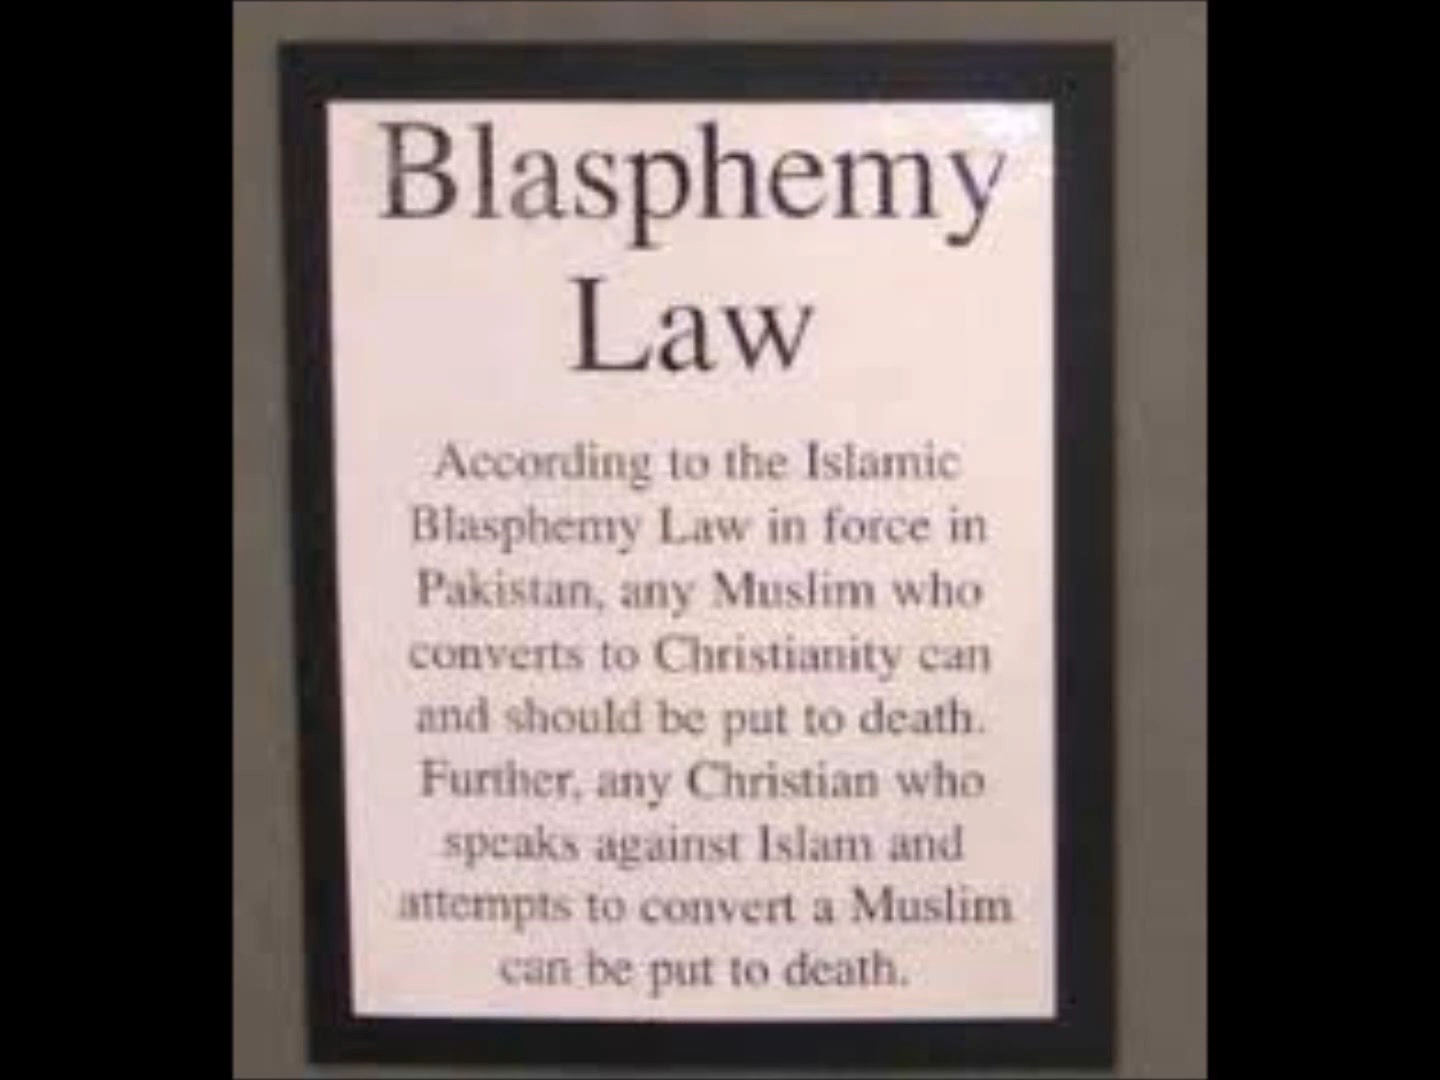 Blasphemy
Law
According to the Islamic
Blasphemy Law in force in
Pakistan, any Muslim who
converts to Christianity can
and should be put to death.
Further, any Christian who
speaks against Islam and
attempts to convert a Muslim
can be put to death.